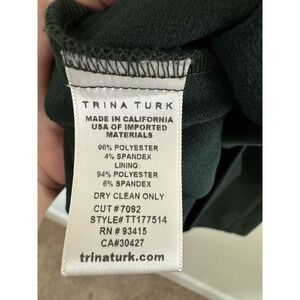 TRINA TURK
MADE IN CALIFORNIA
USA OF IMPORTED
MATERIALS
96% POLYESTER
4% SPANDEX
LINING:
94% POLYESTER
6% SPANDEX
DRY CLEAN ONLY
CUT #7092
STYLE# TT177514
RN # 93415
CA#30427
trinaturk.com